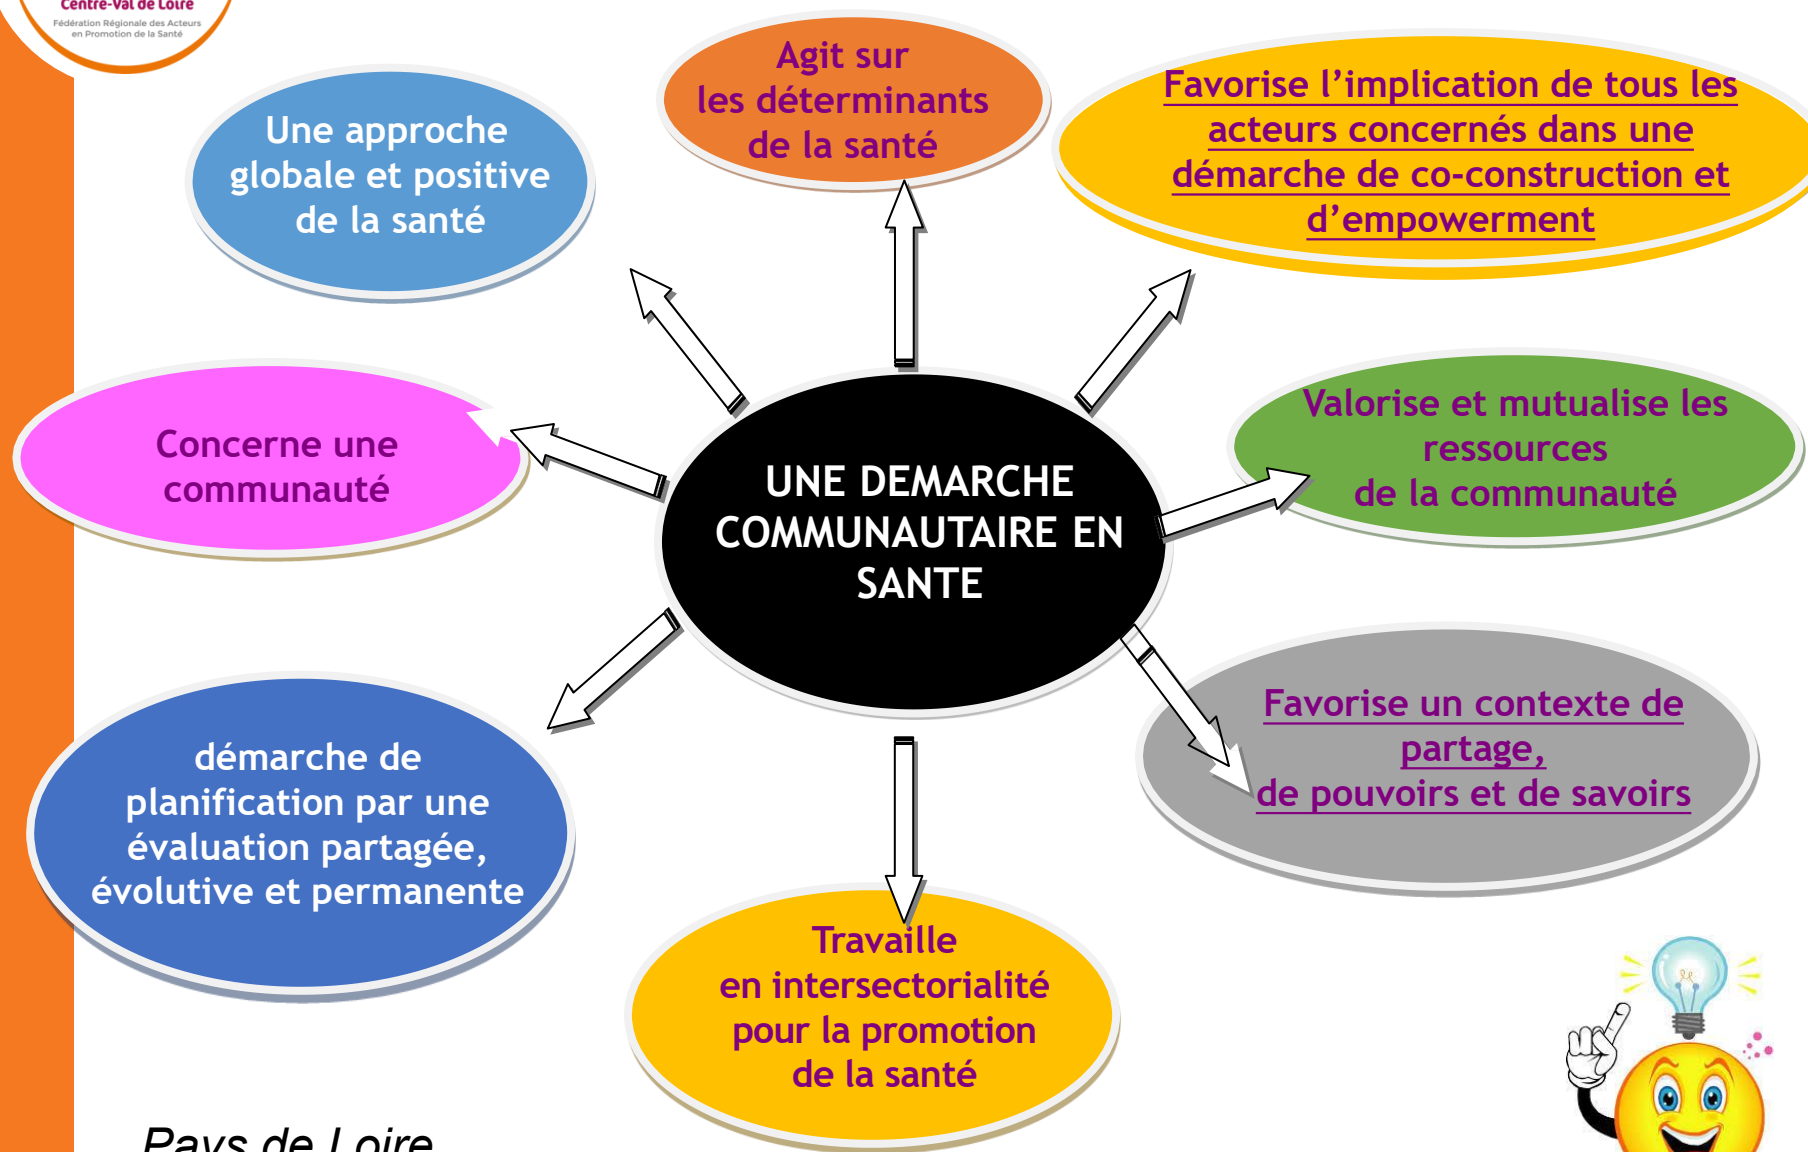 Centre-Val de Loire
Fédération Régionale des Acteurs
en Promotion de la Santé
Agit sur
les déterminants
de la santé
Favorise l’implication de tous les
acteurs concernés dans une
démarche de co-construction et
d’empowerment
Une approche
globale et positive
de la santé
Concerne une
communauté
UNE DEMARCHE
COMMUNAUTAIRE EN
SANTE
Valorise et mutualise les
ressources
de la communauté
démarche de
planification par une
évaluation partagée,
évolutive et permanente
Favorise un contexte de
partage,
de pouvoirs et de savoirs
Travaille
en intersectorialité
pour la promotion
de la santé
Pays de Loire